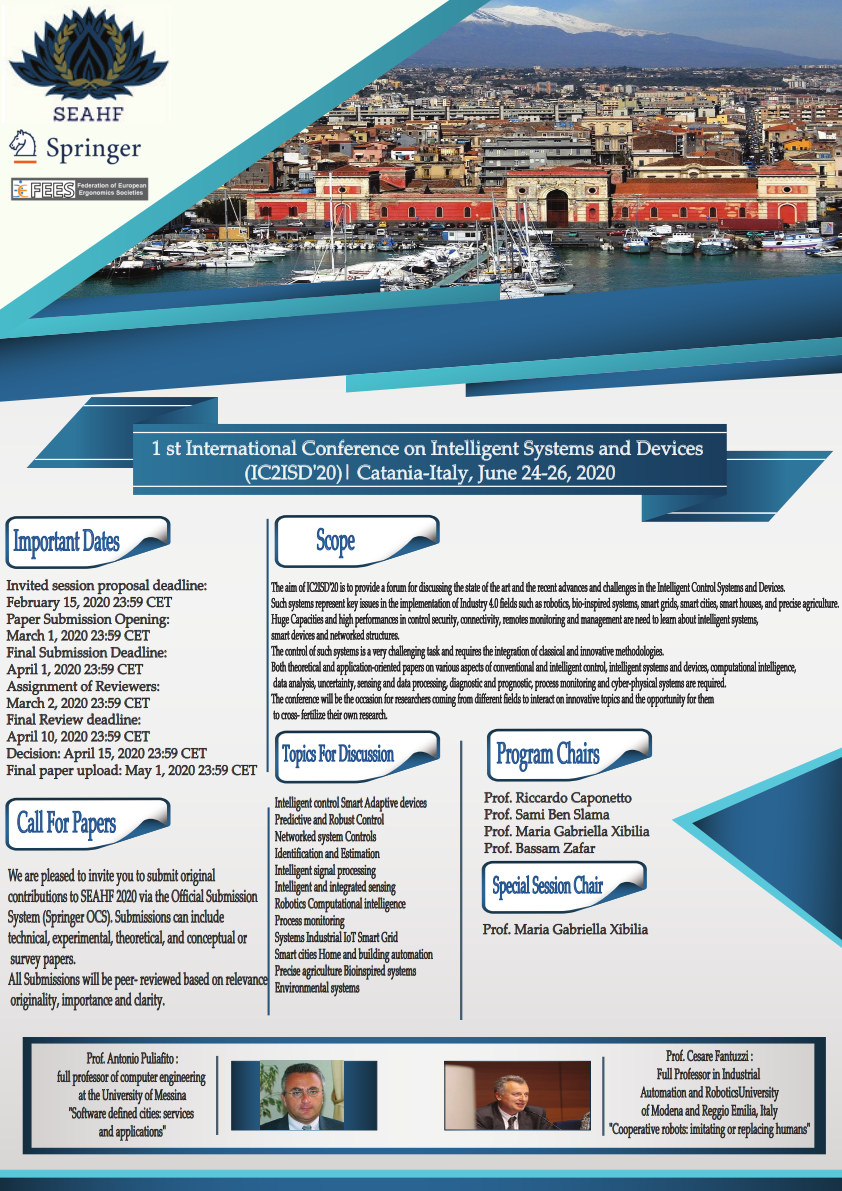 SEAHF
Springer
FEES Federation of European
Ergonomics Societies
1 st International Conference on Intelligent Systems and Devices
(IC2ISD'20)| Catania-Italy, June 24-26, 2020
Important Dates
Invited session proposal deadline:
February 15, 2020 23:59 CET
Paper Submission Opening:
March 1, 2020 23:59 CET
Final Submission Deadline:
April 1, 2020 23:59 CET
Assignment of Reviewers:
March 2, 2020 23:59 CET
Final Review deadline:
April 10, 2020 23:59 CET
Decision: April 15, 2020 23:59 CET
Final paper upload: May 1, 2020 23:59 CET
Call For Papers
We are pleased to invite you to submit original
contributions to SEAHF 2020 via the Official Submission
System (Springer OCS). Submissions can include
technical, experimental, theoretical, and conceptual or
survey papers.
All Submissions will be peer- reviewed based on relevance
originality, importance and clarity.
Scope
The aim of IC2ISD'20 is to provide a forum for discussing the state of the art and the recent advances and challenges in the Intelligent Control Systems and Devices.
Such systems represent key issues in the implementation of Industry 4.0 fields such as robotics, bio-inspired systems, smart grids, smart cities, smart houses, and precise agriculture.
Huge Capacities and high performances in control security, connectivity, remotes monitoring and management are need to learn about intelligent systems,
smart devices and networked structures.
The control of such systems is a very challenging task and requires the integration of classical and innovative methodologies.
Both theoretical and application-oriented papers on various aspects of conventional and intelligent control, intelligent systems and devices, computational intelligence,
data analysis, uncertainty, sensing and data processing, diagnostic and prognostic, process monitoring and cyber-physical systems are required.
The conference will be the occasion for researchers coming from different fields to interact on innovative topics and the opportunity for them
to cross- fertilize their own research.
Topics For Discussion
Intelligent control Smart Adaptive devices
Predictive and Robust Control
Networked system Controls
Identification and Estimation
Intelligent signal processing
Intelligent and integrated sensing
Robotics Computational intelligence
Process monitoring
Systems Industrial IoT Smart Grid
Smart cities Home and building automation
Precise agriculture Bioinspired systems
Environmental systems
Program Chairs
Prof. Riccardo Caponetto
Prof. Sami Ben Slama
Prof. Maria Gabriella Xibilia
Prof. Bassam Zafar
Special Session Chair
Prof. Maria Gabriella Xibilia
Prof. Antonio Puliafito :
full professor of computer engineering
at the University of Messina
"Software defined cities: services
and applications"
Prof. Cesare Fantuzzi :
Full Professor in Industrial
Automation and RoboticsUniversity
of Modena and Reggio Emilia, Italy
"Cooperative robots: imitating or replacing humans"